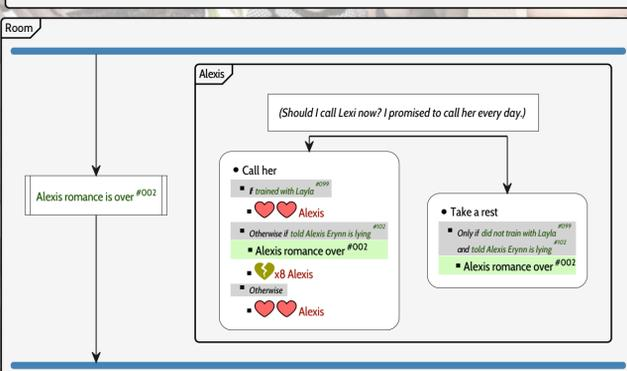 Room
Alexis
(Should I call Lexi now? I promised to call her every day.)
Alexis romance is over #002
Call her
If trained with Layla #099
Alexis
Otherwise if told Alexis Erynn is lying #102
Alexis romance over #002
x8 Alexis
Otherwise
Alexis
Take a rest
Only if did not train with Layla #099
and told Alexis Erynn is lying #102
Alexis romance over #002